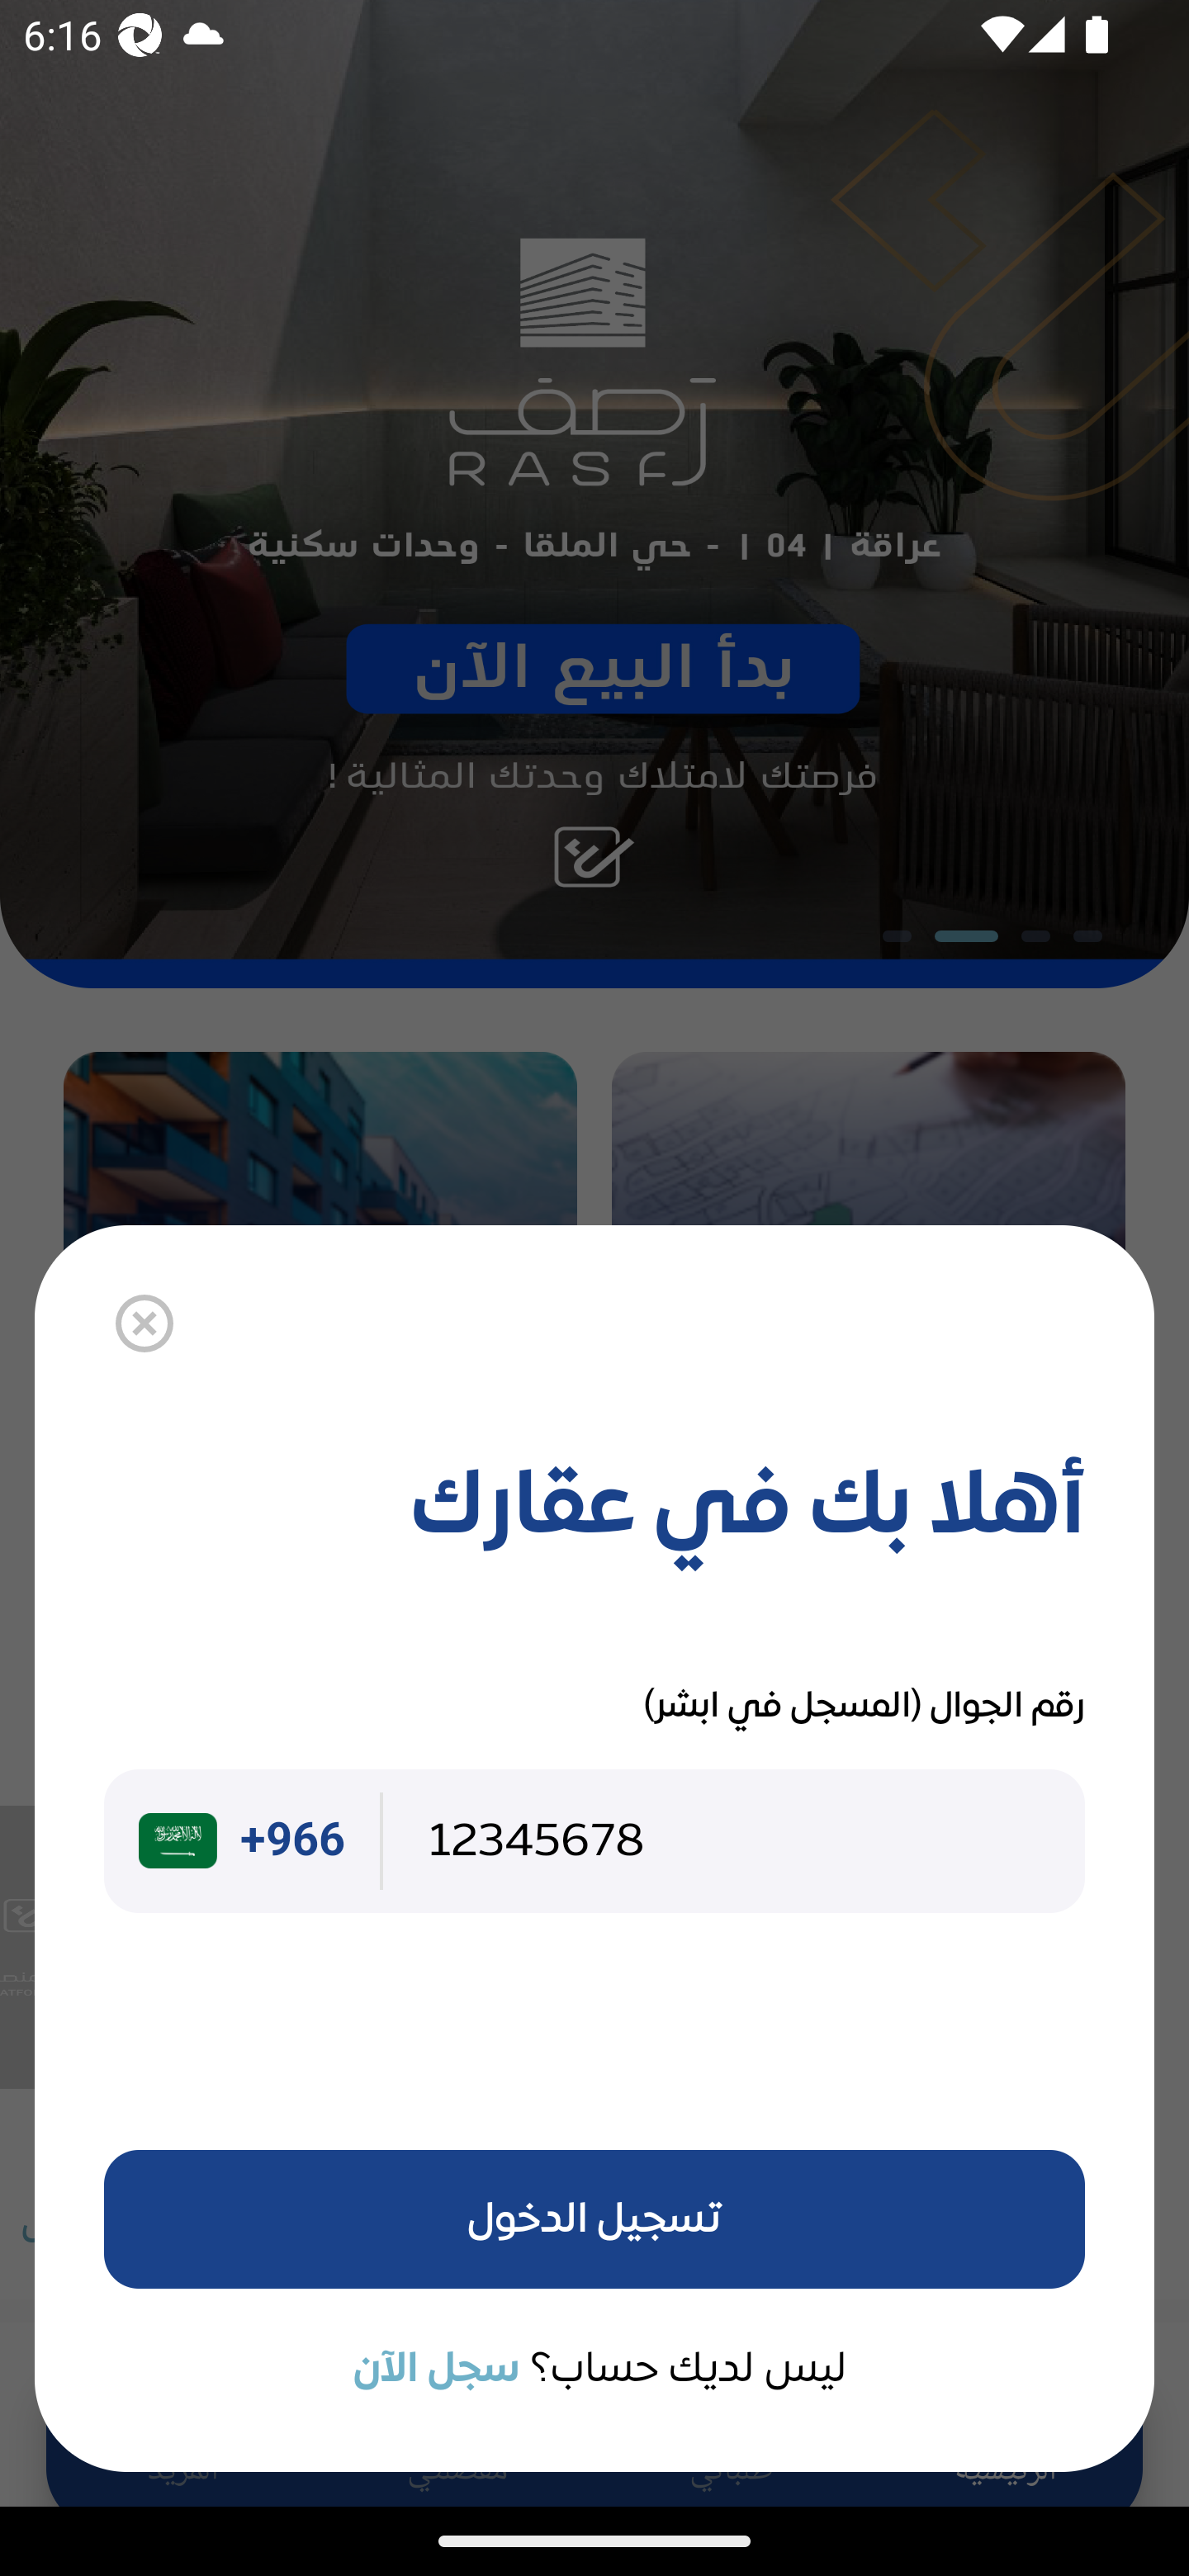 6:16
رَصف
RASF
عراقة | 04 | - حي الملقا - وحدات سكنية
بدأ البيع الآن
فرصتك لامتلاك وحدتك المثالية !
أهلا بك في عقارك
رقم الجوال (المسجل في ابشر)
+966 12345678
تسجيل الدخول
ليس لديك حساب؟ سجل الآن